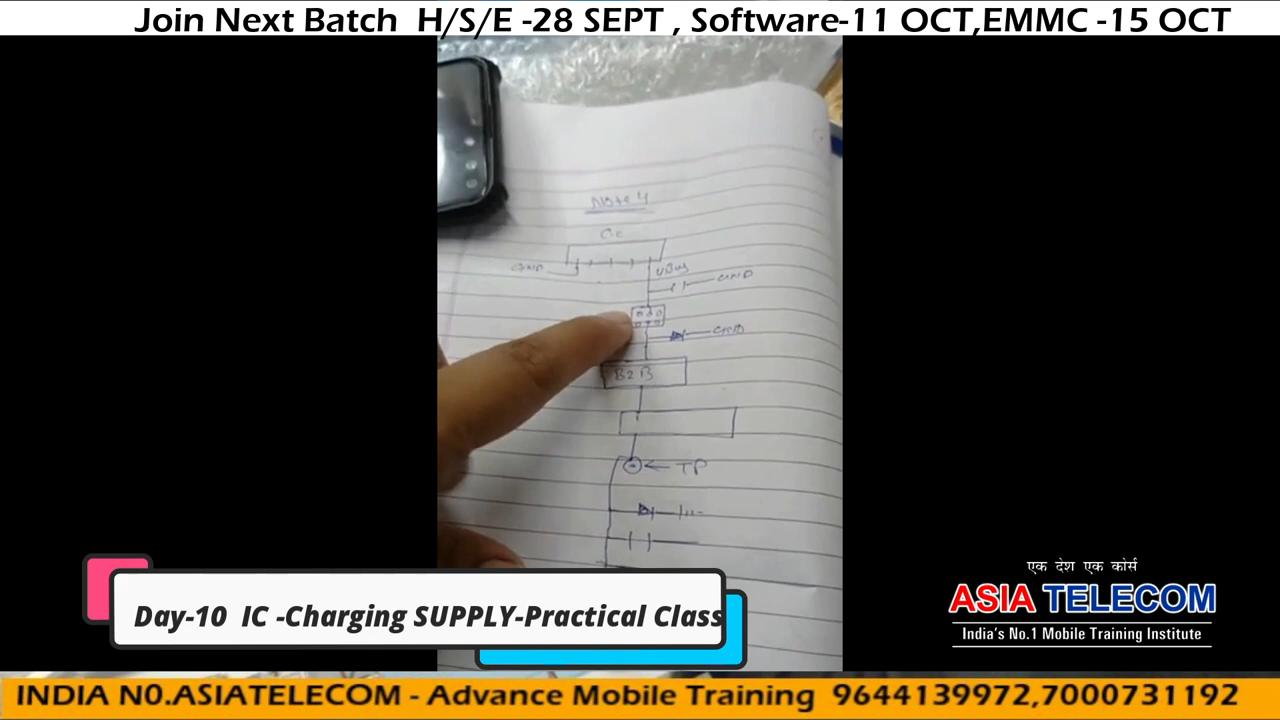 Join Next Batch H/S/E -28 SEPT , Software-11 OCT,EMMC -15 OCT
Note 4
C.c
GND
VBus
GND
GND
B2B
TP
एक देश एक कोर्स
ASIA TELECOM
India's No.1 Mobile Training Institute
Day-10 IC -Charging SUPPLY-Practical Class
INDIA N0.ASIATELECOM - Advance Mobile Training 9644139972,7000731192